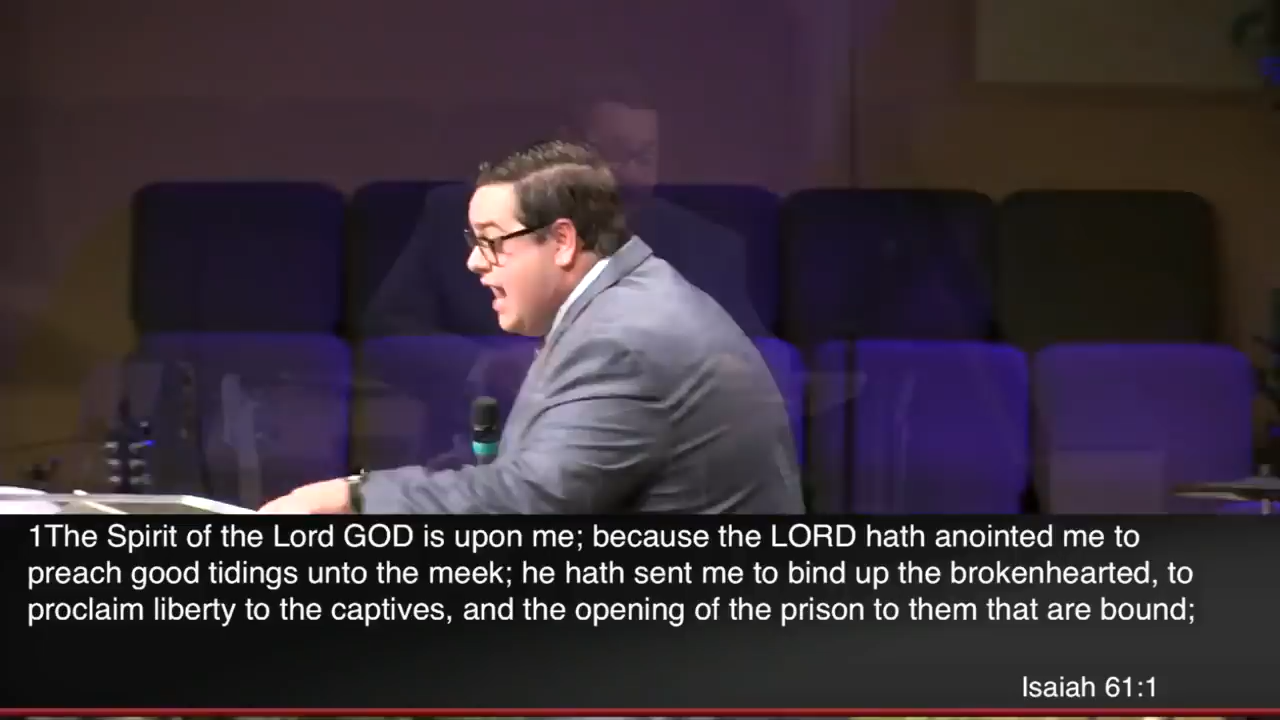 1The Spirit of the Lord GOD is upon me; because the LORD hath anointed me to
preach good tidings unto the meek; he hath sent me to bind up the brokenhearted, to
proclaim liberty to the captives, and the opening of the prison to them that are bound;
Isaiah 61:1